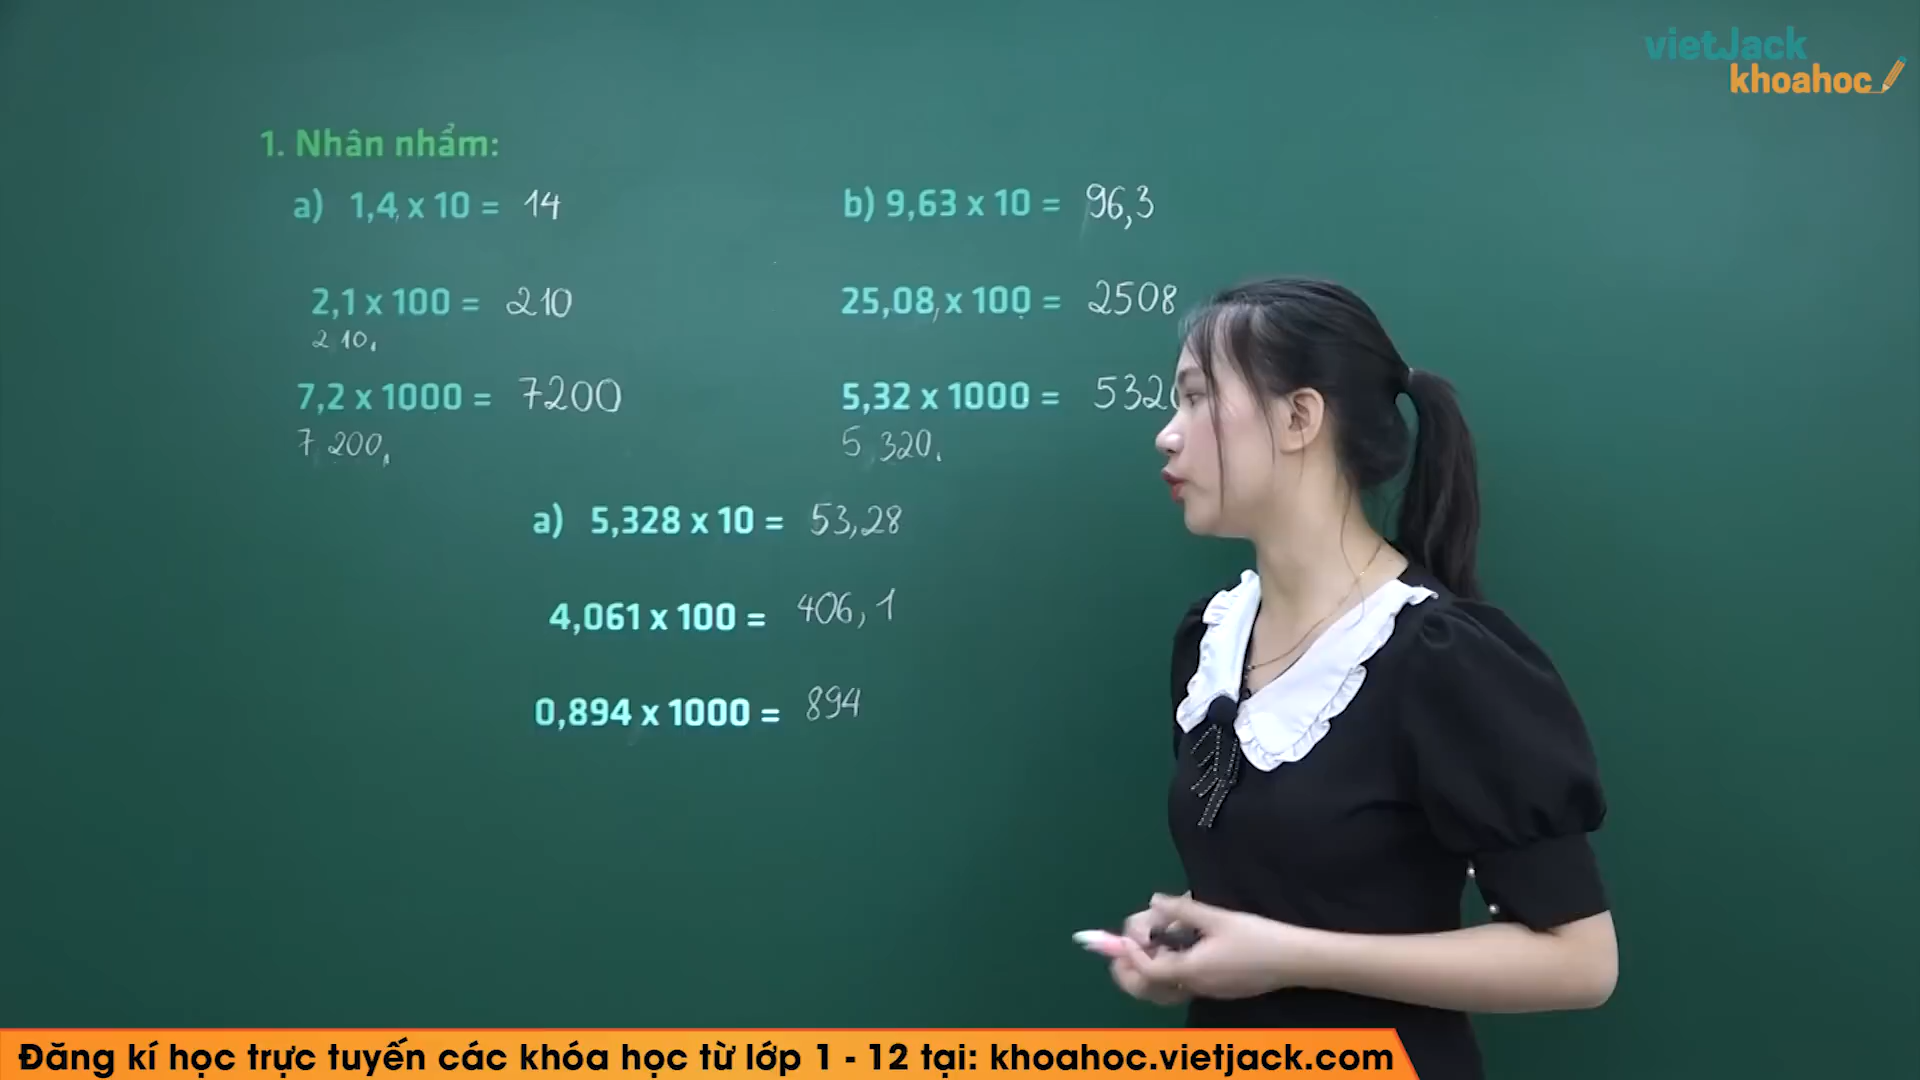 vietJack
khoahoc
1. Nhân nhẩm:
a) 1,4 x 10 = 14
2,1 x 100 = 210
2 10,
7,2 x 1000 = 7200
7 200,
b) 9,63 x 10 = 96,3
25,08 x 100 = 2508
5,32 x 1000 = 532
5 320,
a) 5,328 x 10 = 53,28
4,061 x 100 = 406,1
0,894 x 1000 = 894
Đăng kí học trực tuyến các khóa học từ lớp 1 - 12 tại: khoahoc.vietjack.com